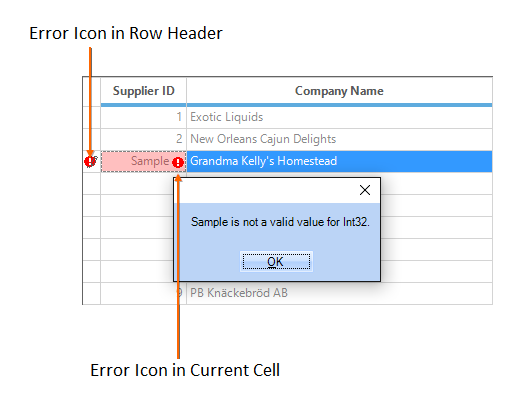 Error Icon in Row Header
Supplier ID Company Name
1 Exotic Liquids
2 New Orleans Cajun Delights
Sample Grandma Kelly's Homestead
Sample is not a valid value for Int32.
OK
9 PB Knäckebröd AB
Error Icon in Current Cell